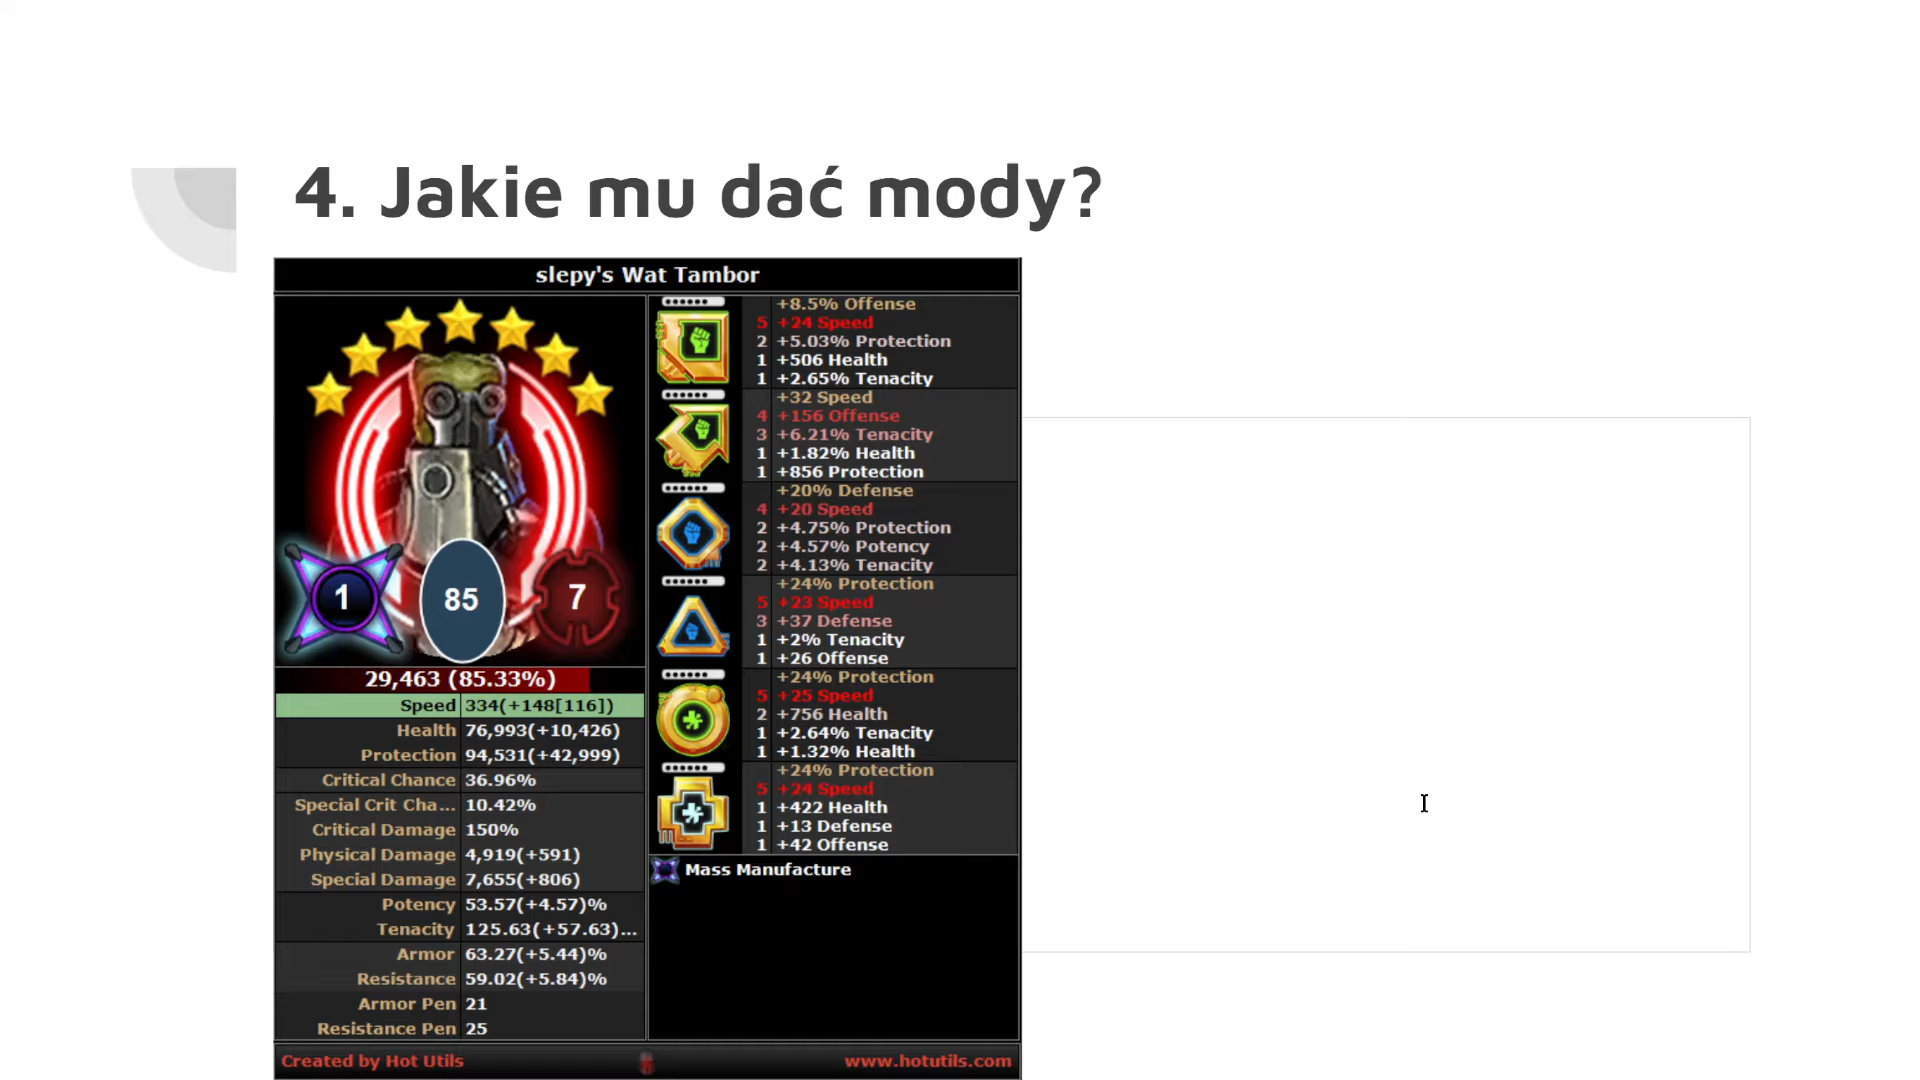 4. Jakie mu dać mody?
slepy's Wat Tambor
1
85
7
29,463 (85.33%)
Speed 334(+148[116])
Health 76,993(+10,426)
Protection 94,531(+42,999)
Critical Chance 36.96%
Special Crit Cha... 10.42%
Critical Damage 150%
Physical Damage 4,919(+591)
Special Damage 7,655(+806)
Potency 53.57(+4.57)%
Tenacity 125.63(+57.63)...
Armor 63.27(+5.44)%
Resistance 59.02(+5.84)%
Armor Pen 21
Resistance Pen 25
+8.5% Offense
5 +24 Speed
2 +5.03% Protection
1 +506 Health
1 +2.65% Tenacity
+32 Speed
4 +156 Offense
3 +6.21% Tenacity
1 +1.82% Health
1 +856 Protection
+20% Defense
4 +20 Speed
2 +4.75% Protection
2 +4.57% Potency
2 +4.13% Tenacity
+24% Protection
5 +23 Speed
3 +37 Defense
1 +2% Tenacity
1 +26 Offense
+24% Protection
5 +25 Speed
2 +756 Health
1 +2.64% Tenacity
1 +1.32% Health
+24% Protection
5 +24 Speed
1 +422 Health
1 +13 Defense
1 +42 Offense
Mass Manufacture
Created by Hot Utils
www.hotutils.com